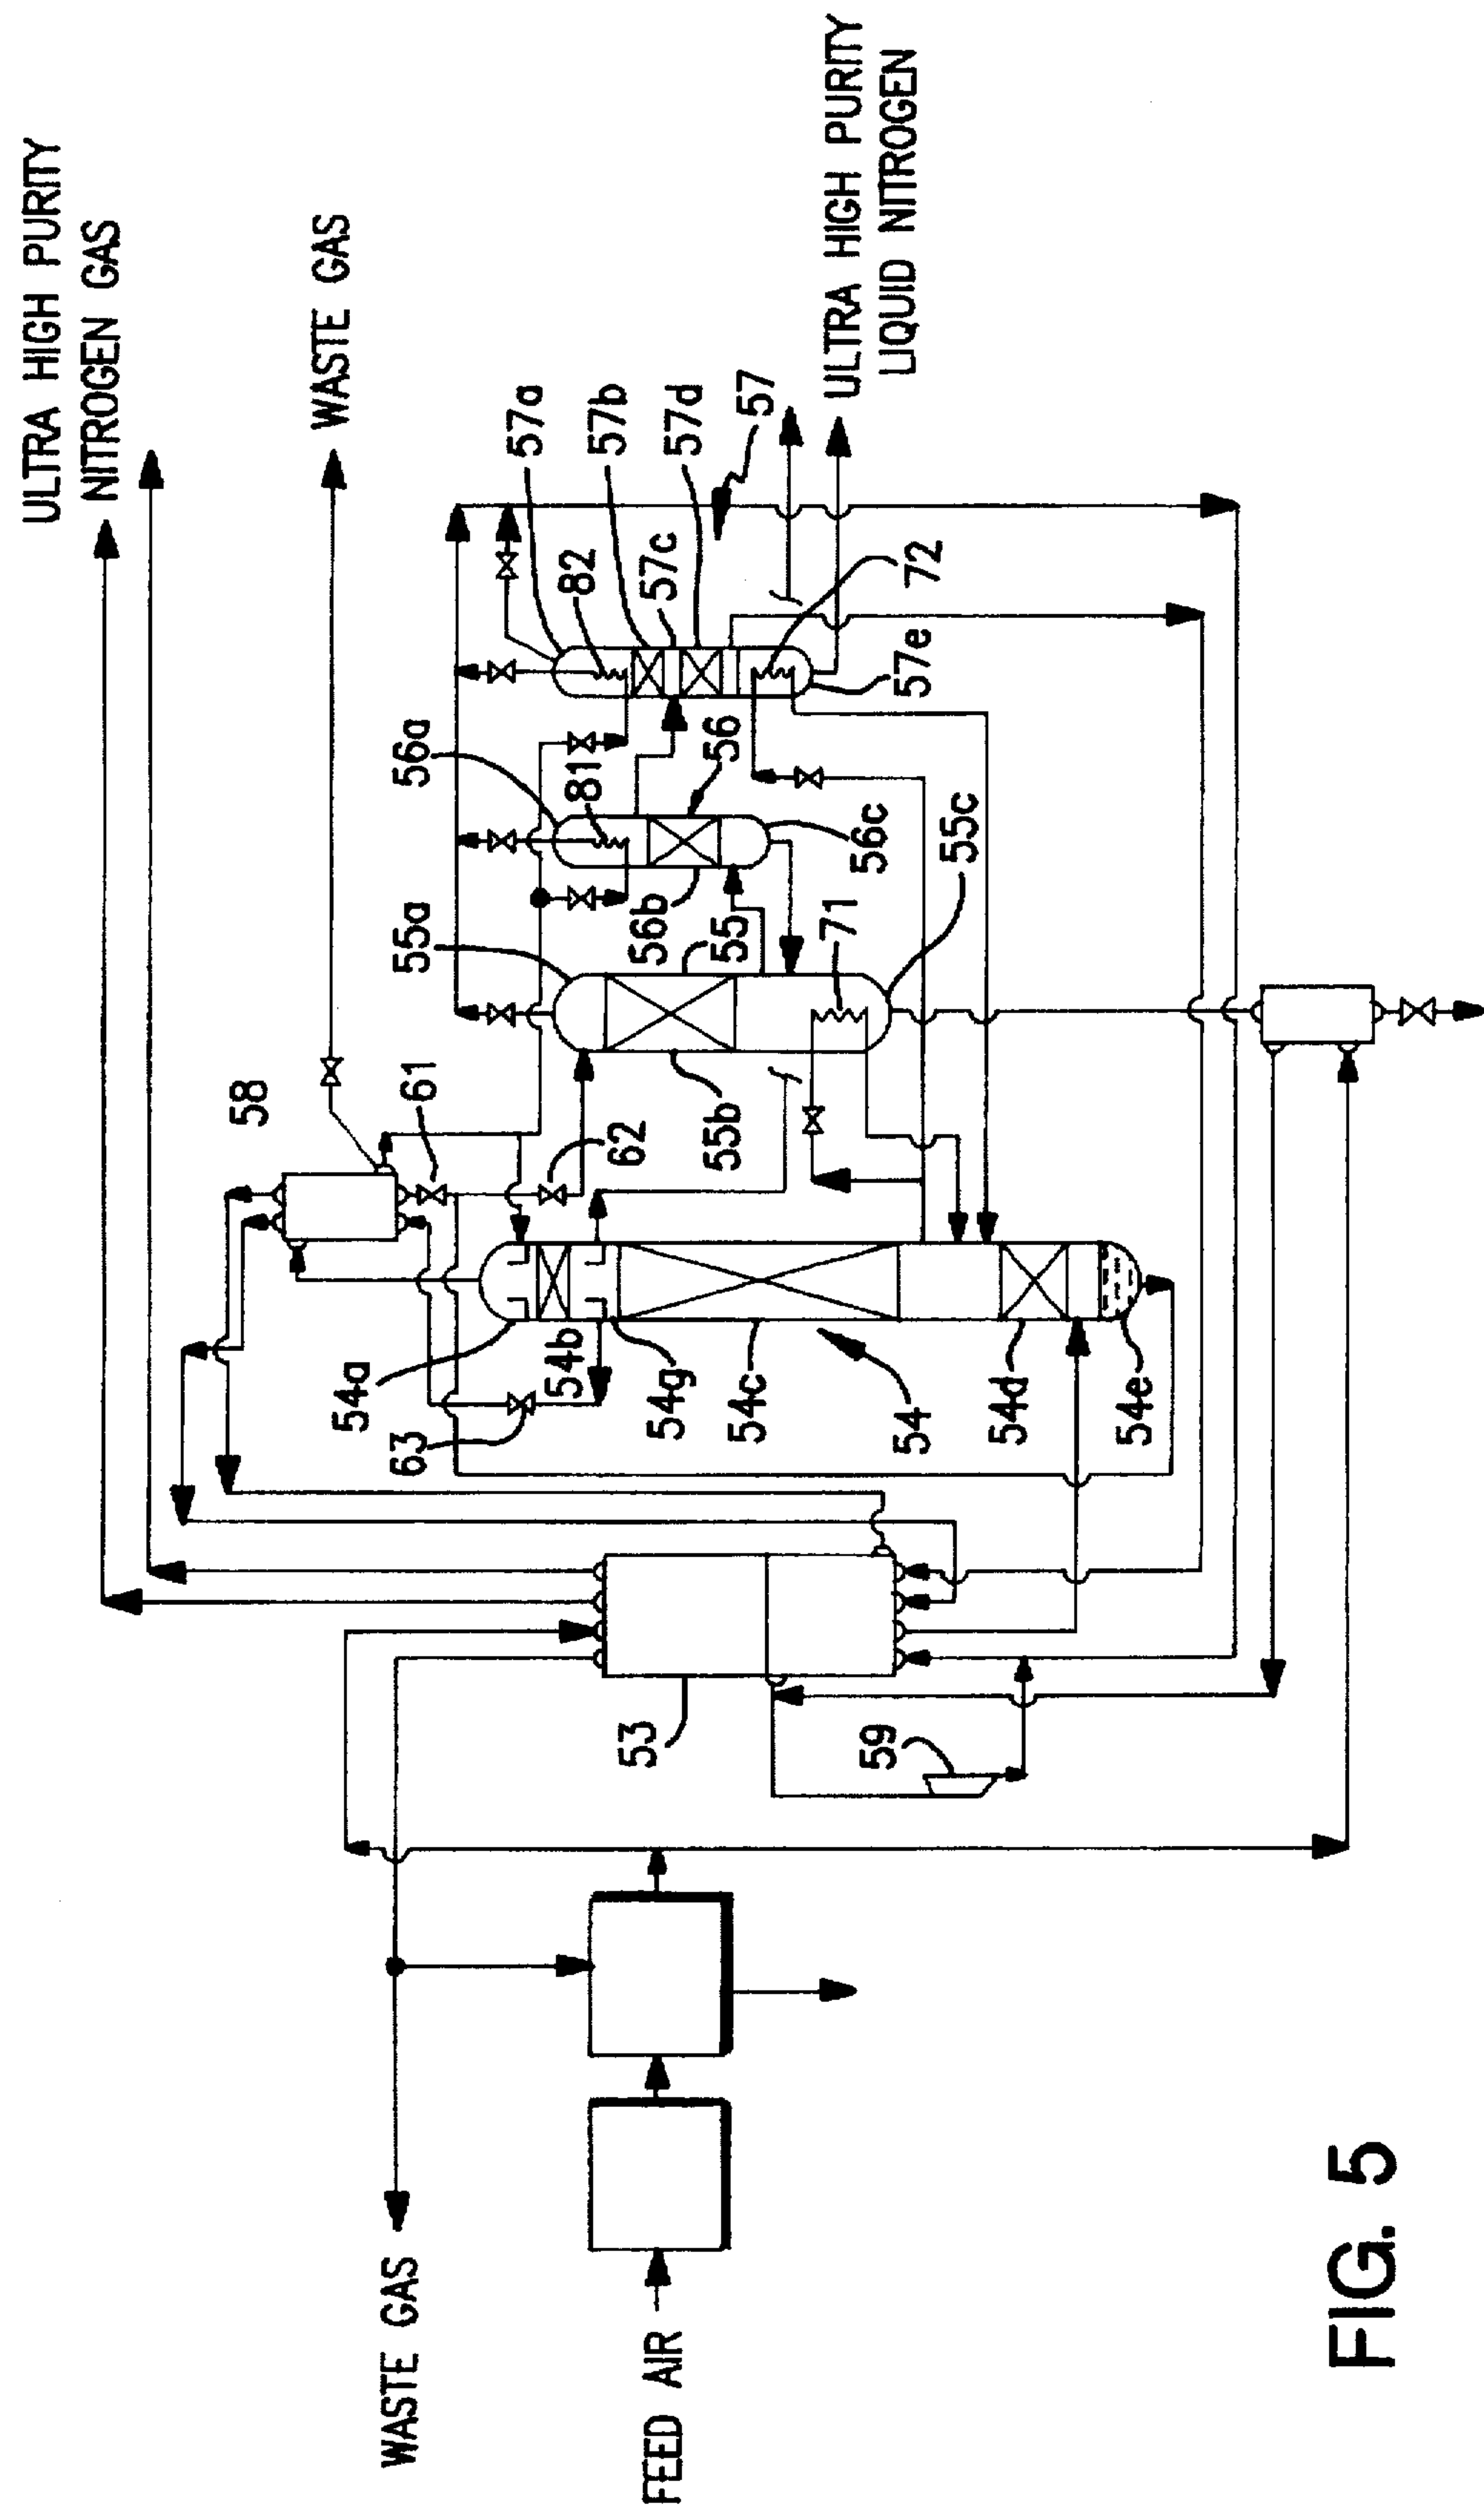 ULTRA HIGH PURITY
NITROGEN GAS
WASTE GAS
58
61
62
63
54a
54b
54g
54c
54
54d
54e
55a
55b
55
55c
71
56a
56b
56
56c
81
57a
57b
57c
57d
57
57e
82
72
ULTRA HIGH PURITY
LIQUID NITROGEN
53
59
WASTE GAS
FEED AIR
FIG. 5